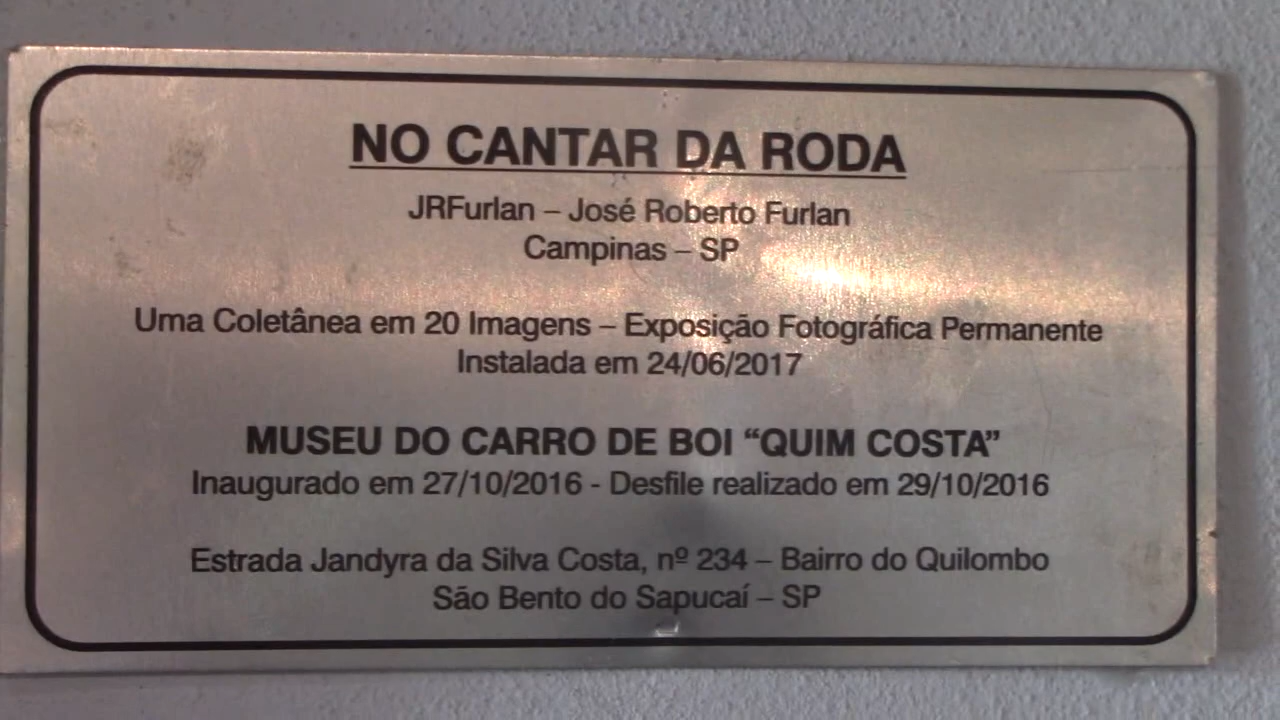 NO CANTAR DA RODA
JRFurlan – José Roberto Furlan
Campinas – SP
Uma Coletânea em 20 Imagens – Exposição Fotográfica Permanente
Instalada em 24/06/2017
MUSEU DO CARRO DE BOI “QUIM COSTA”
Inaugurado em 27/10/2016 - Desfile realizado em 29/10/2016
Estrada Jandyra da Silva Costa, nº 234 – Bairro do Quilombo
São Bento do Sapucaí – SP